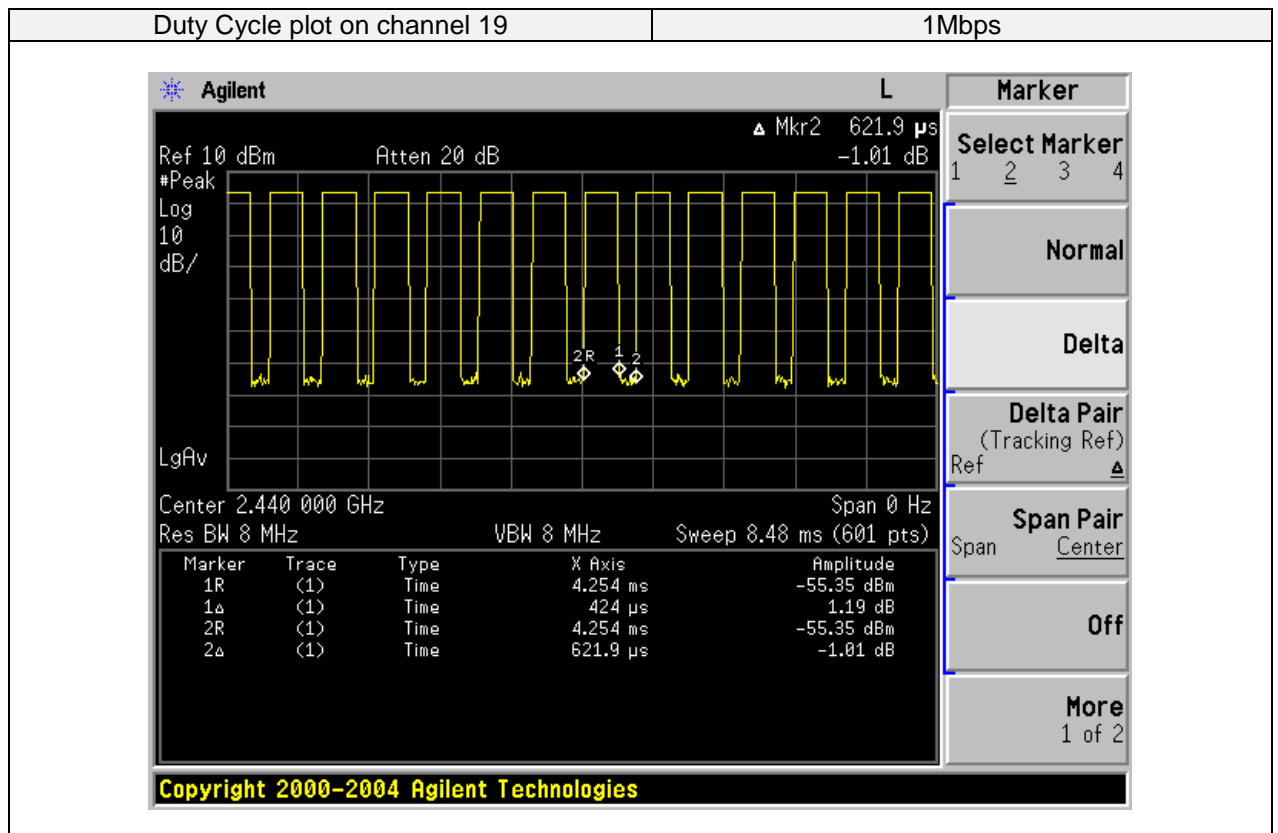 Duty Cycle plot on channel 19 1Mbps
Agilent L Marker
Δ Mkr2 621.9 µs
Ref 10 dBm Atten 20 dB -1.01 dB
#Peak
Log
10
dB/
2R 1 2
LgAv
Center 2.440 000 GHz Span 0 Hz
Res BW 8 MHz VBW 8 MHz Sweep 8.48 ms (601 pts)
Marker Trace Type X Axis Amplitude
1R (1) Time 4.254 ms -55.35 dBm
1Δ (1) Time 424 µs 1.19 dB
2R (1) Time 4.254 ms -55.35 dBm
2Δ (1) Time 621.9 µs -1.01 dB
Select Marker
1 2 3 4
Normal
Delta
Delta Pair
(Tracking Ref)
Ref Δ
Span Pair
Span Center
Off
More
1 of 2
Copyright 2000-2004 Agilent Technologies